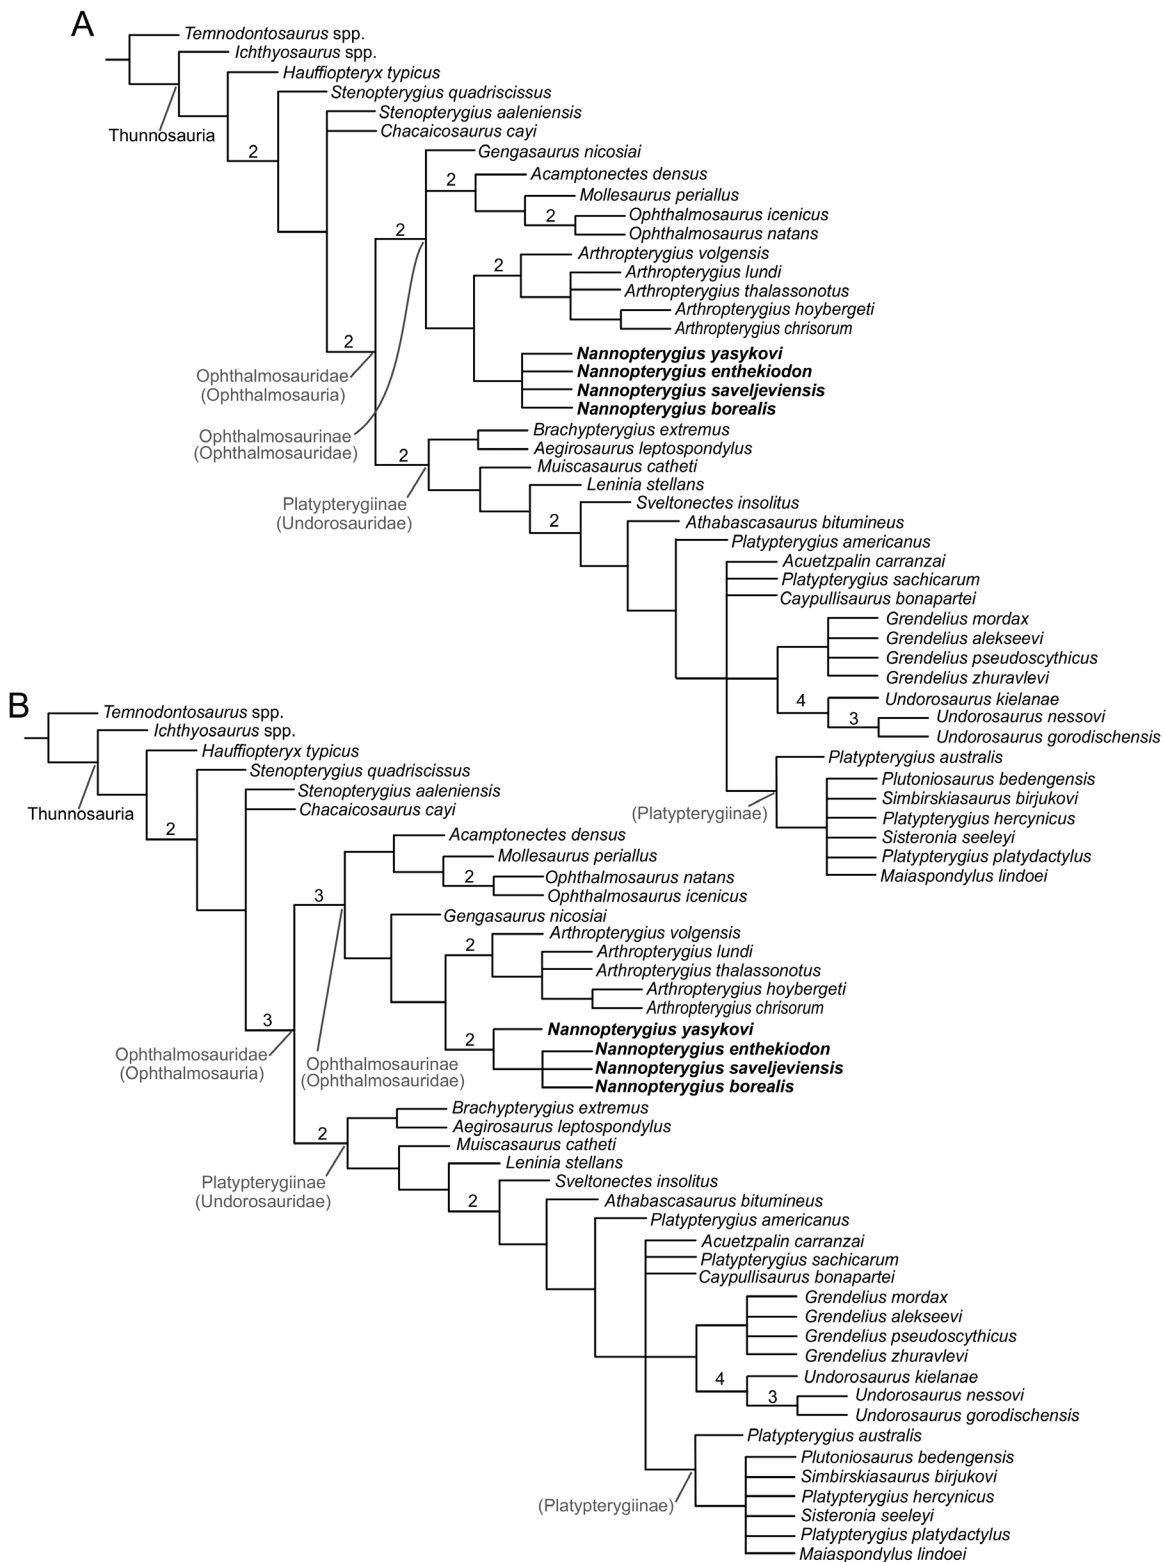 A
Temnodontosaurus spp.
Ichthyosaurus spp.
Hauffiopteryx typicus
Stenopterygius quadriscissus
Stenopterygius aaleniensis
Chacaicosaurus cayi
Thunnosauria
2
Gengasaurus nicosiai
Acamptonectes densus
2
Mollesaurus periallus
Ophthalmosaurus icenicus
2
Ophthalmosaurus natans
2
Arthropterygius volgensis
2
Arthropterygius lundi
Arthropterygius thalassonotus
Arthropterygius hoybergeti
Arthropterygius chrisorum
2
Nannopterygius yasykovi
Nannopterygius enthekiodon
Nannopterygius saveljeviensis
Nannopterygius borealis
Ophthalmosauridae
(Ophthalmosauria)
Ophthalmosaurinae
(Ophthalmosauridae)
Brachypterygius extremus
Aegirosaurus leptospondylus
2
Muiscasaurus catheti
Leninia stellans
Platypterygiinae
(Undorosauridae)
Sveltonectes insolitus
2
Athabascasaurus bitumineus
Platypterygius americanus
Acuetzpalin carranzai
Platypterygius sachicarum
Caypullisaurus bonapartei
Grendelius mordax
Grendelius alekseevi
Grendelius pseudoscythicus
Grendelius zhuravlevi
4
Undorosaurus kielanae
3
Undorosaurus nessovi
Undorosaurus gorodischensis
Platypterygius australis
(Platypterygiinae)
Plutoniosaurus bedengensis
Simbirskiasaurus birjukovi
Platypterygius hercynicus
Sisteronia seeleyi
Platypterygius platydactylus
Maiaspondylus lindoei
B
Temnodontosaurus spp.
Ichthyosaurus spp.
Hauffiopteryx typicus
Stenopterygius quadriscissus
Stenopterygius aaleniensis
Chacaicosaurus cayi
Thunnosauria
2
Acamptonectes densus
Mollesaurus periallus
2
Ophthalmosaurus natans
Ophthalmosaurus icenicus
3
Gengasaurus nicosiai
Arthropterygius volgensis
2
Arthropterygius lundi
Arthropterygius thalassonotus
Arthropterygius hoybergeti
Arthropterygius chrisorum
3
Nannopterygius yasykovi
2
Nannopterygius enthekiodon
Nannopterygius saveljeviensis
Nannopterygius borealis
Ophthalmosauridae
(Ophthalmosauria)
Ophthalmosaurinae
(Ophthalmosauridae)
Brachypterygius extremus
Aegirosaurus leptospondylus
2
Muiscasaurus catheti
Leninia stellans
Platypterygiinae
(Undorosauridae)
Sveltonectes insolitus
2
Athabascasaurus bitumineus
Platypterygius americanus
Acuetzpalin carranzai
Platypterygius sachicarum
Caypullisaurus bonapartei
Grendelius mordax
Grendelius alekseevi
Grendelius pseudoscythicus
Grendelius zhuravlevi
4
Undorosaurus kielanae
3
Undorosaurus nessovi
Undorosaurus gorodischensis
Platypterygius australis
(Platypterygiinae)
Plutoniosaurus bedengensis
Simbirskiasaurus birjukovi
Platypterygius hercynicus
Sisteronia seeleyi
Platypterygius platydactylus
Maiaspondylus lindoei